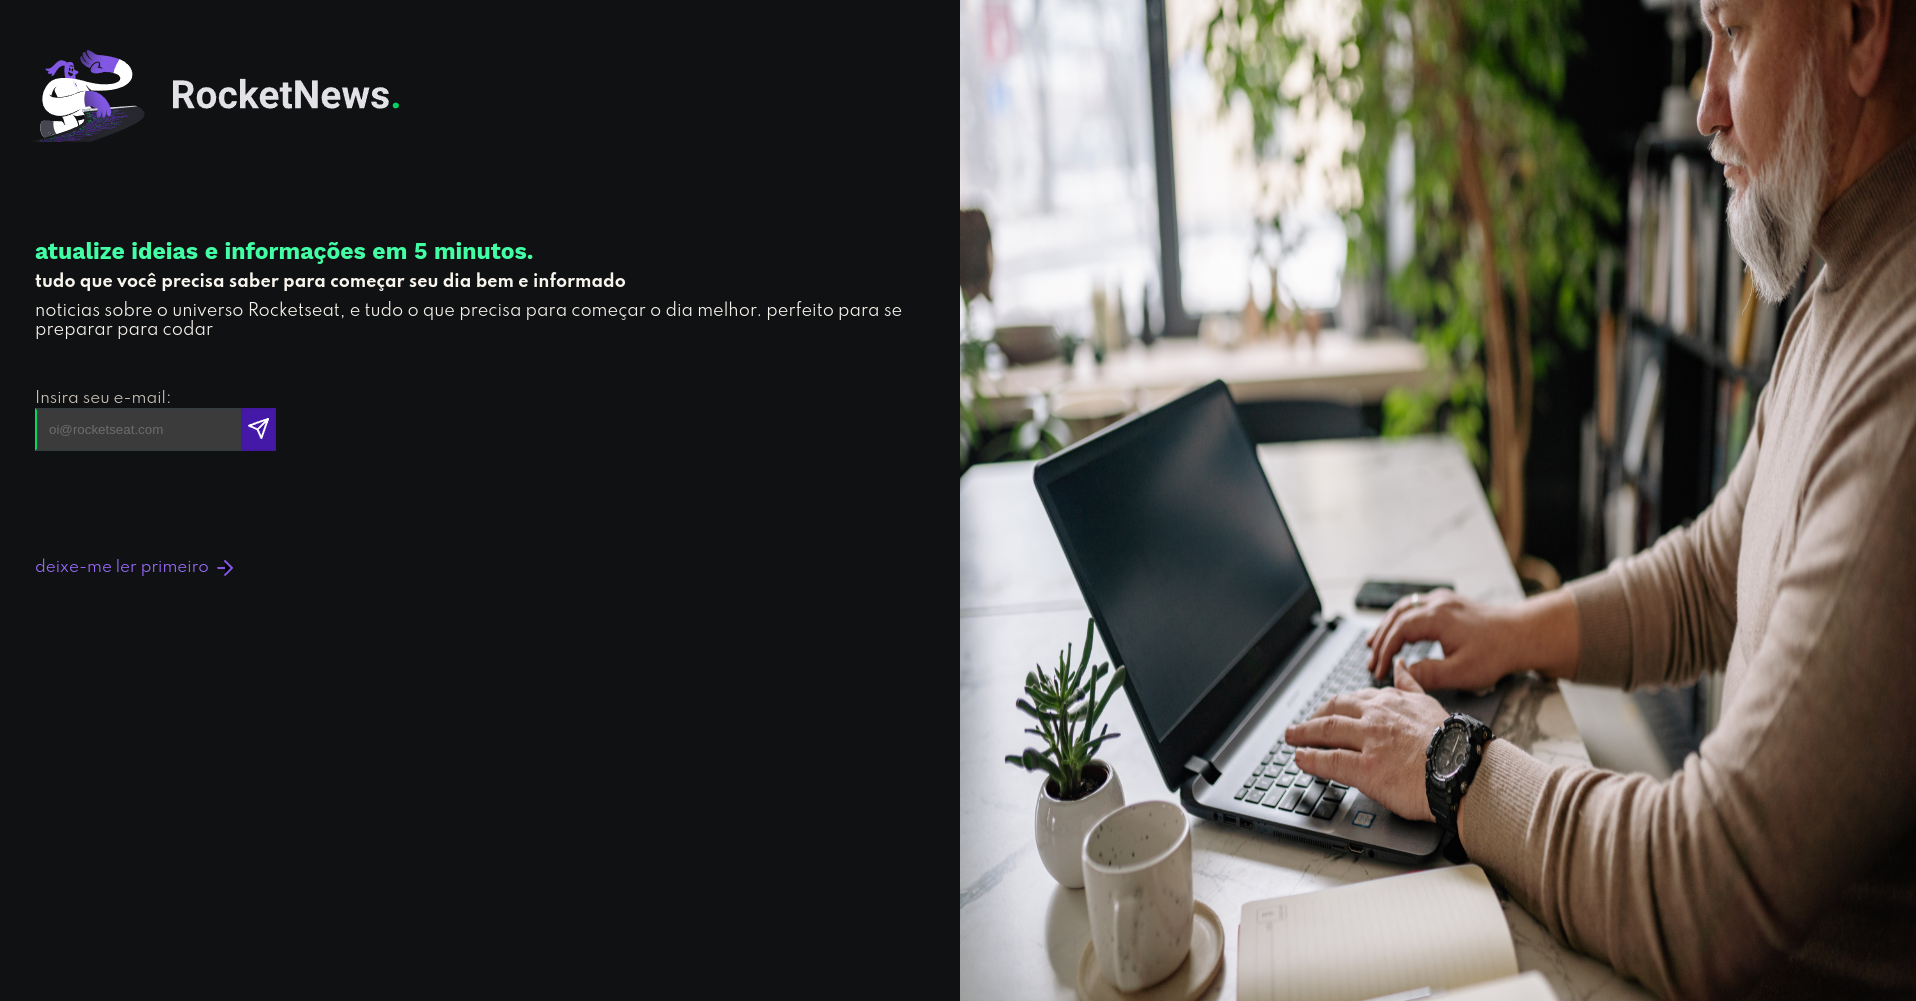 RocketNews.
atualize ideias e informações em 5 minutos.
tudo que você precisa saber para começar seu dia bem e informado
noticias sobre o universo Rocketseat, e tudo o que precisa para começar o dia melhor. perfeito para se
preparar para codar
Insira seu e-mail:
oi@rocketseat.com
deixe-me ler primeiro